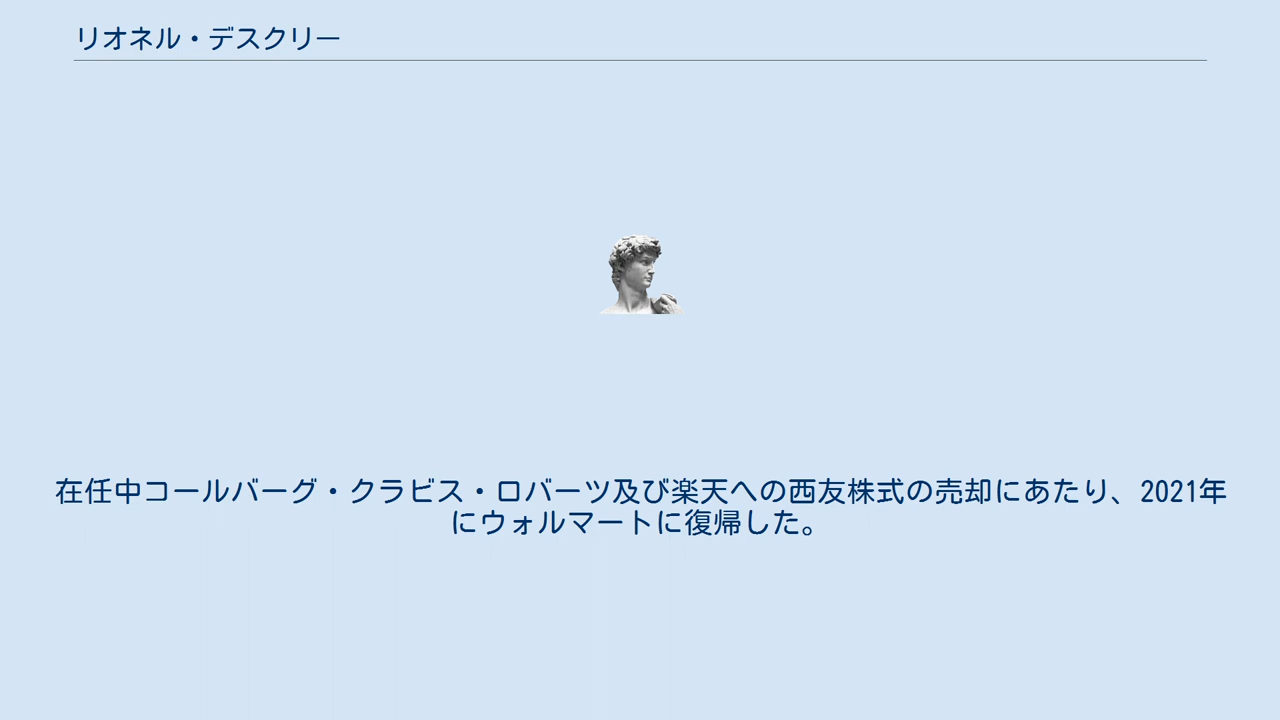 リオネル・デスクリー
在任中コールバーグ・クラビス・ロバーツ及び楽天への西友株式の売却にあたり、2021年
にウォルマートに復帰した。